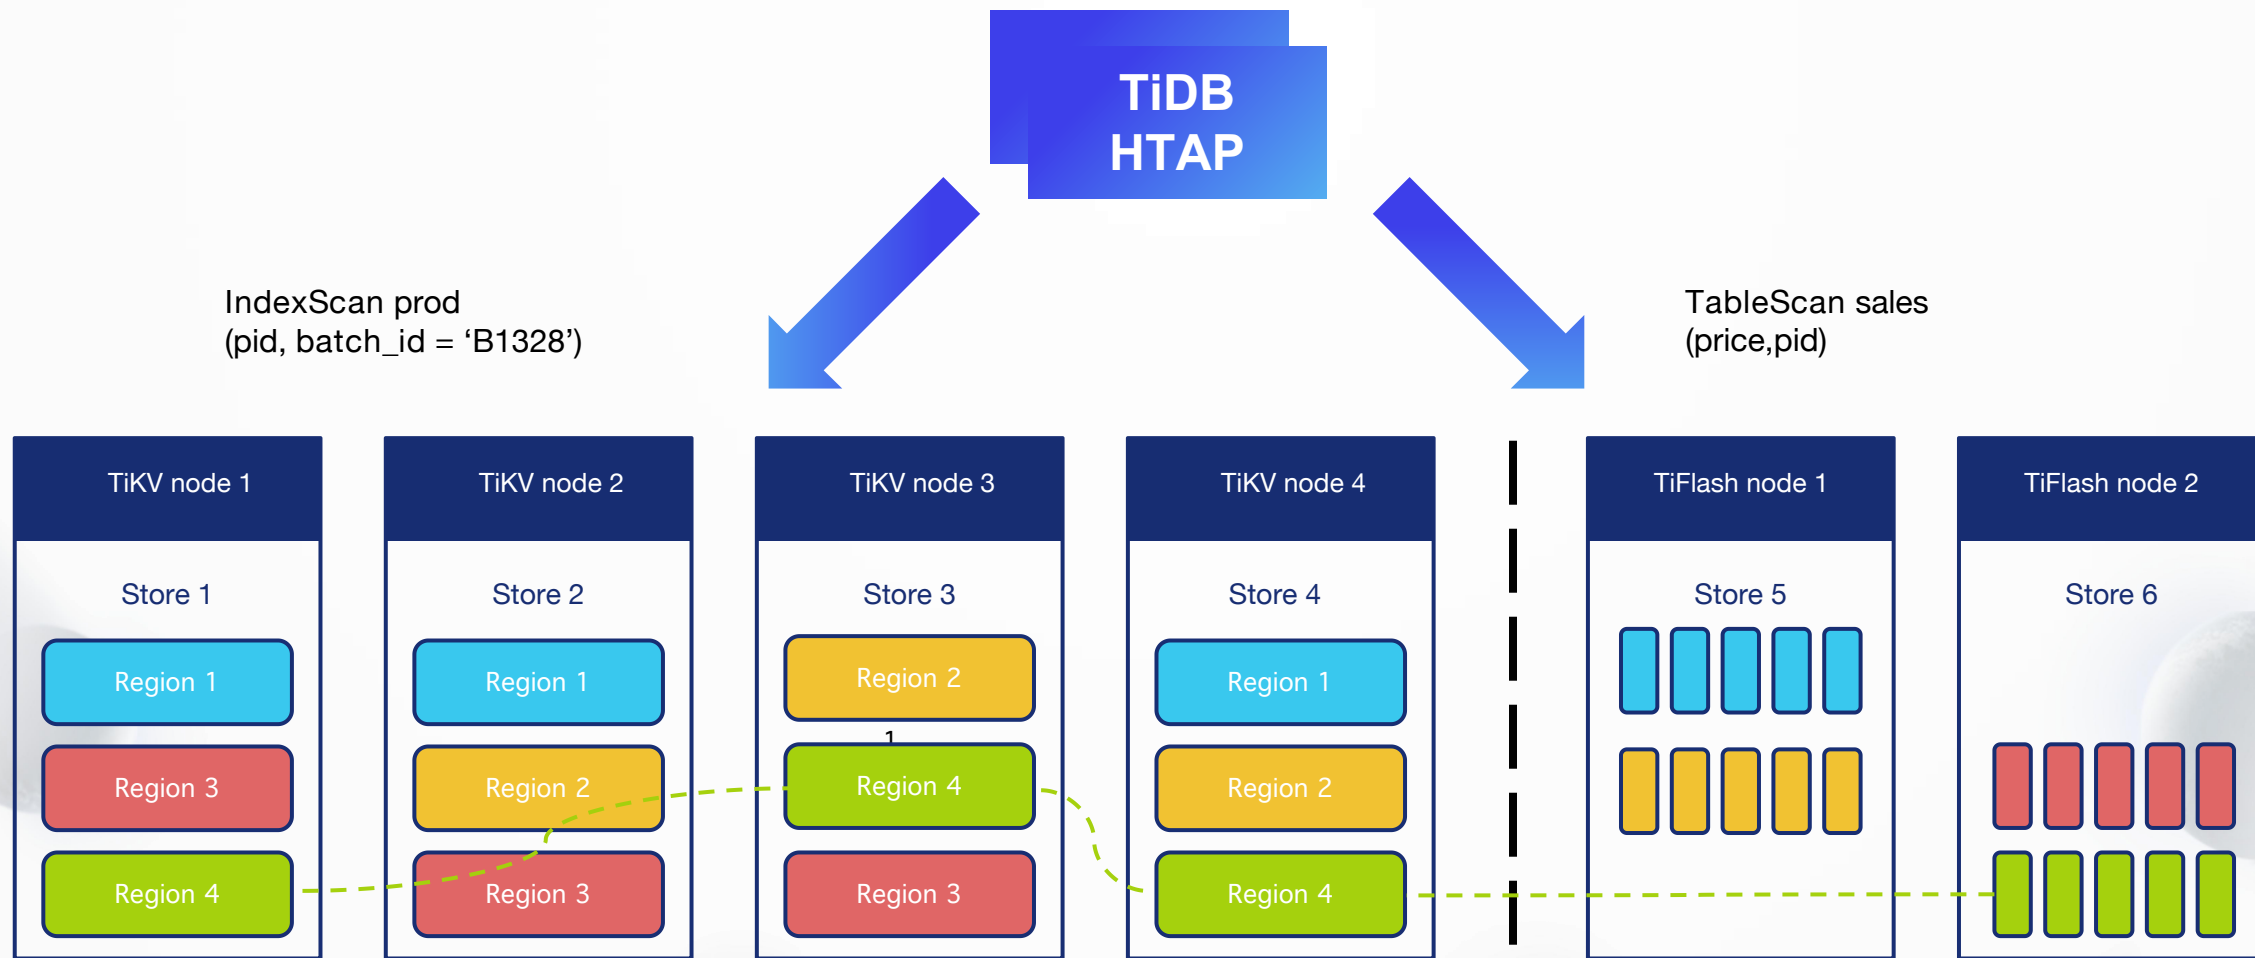 TiDB
HTAP
IndexScan prod
(pid, batch_id = ‘B1328’)
TableScan sales
(price,pid)
TiKV node 1
TiKV node 2
TiKV node 3
TiKV node 4
TiFlash node 1
TiFlash node 2
Store 1
Store 2
Store 3
Store 4
Store 5
Store 6
Region 1
Region 1
Region 2
Region 1
1
Region 3
Region 2
Region 4
Region 2
Region 4
Region 3
Region 3
Region 4